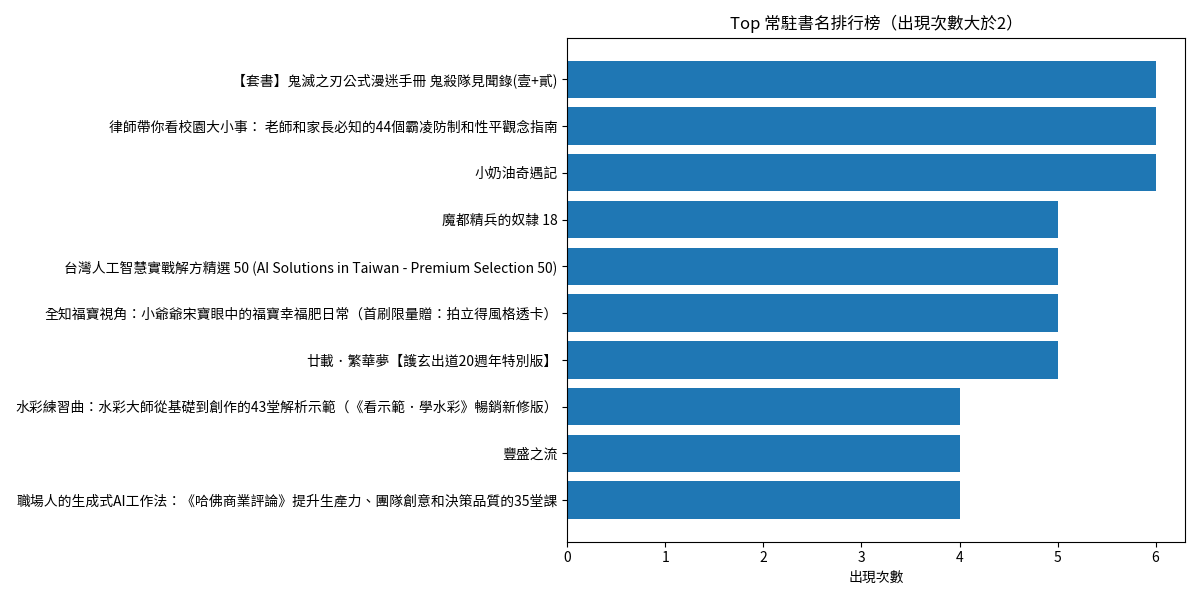 Top 常駐書名排行榜（出現次數大於2）
【套書】鬼滅之刃公式漫迷手冊 鬼殺隊見聞錄(壹+貳)
律師帶你看校園大小事： 老師和家長必知的44個霸凌防制和性平觀念指南
小奶油奇遇記
魔都精兵的奴隸 18
台灣人工智慧實戰解方精選 50 (AI Solutions in Taiwan - Premium Selection 50)
全知福寶視角：小爺爺宋寶眼中的福寶幸福肥日常（首刷限量贈：拍立得風格透卡）
廿載．繁華夢【護玄出道20週年特別版】
水彩練習曲：水彩大師從基礎到創作的43堂解析示範（《看示範．學水彩》暢銷新修版）
豐盛之流
職場人的生成式AI工作法：《哈佛商業評論》提升生產力、團隊創意和決策品質的35堂課
0 1 2 3 4 5 6
出現次數